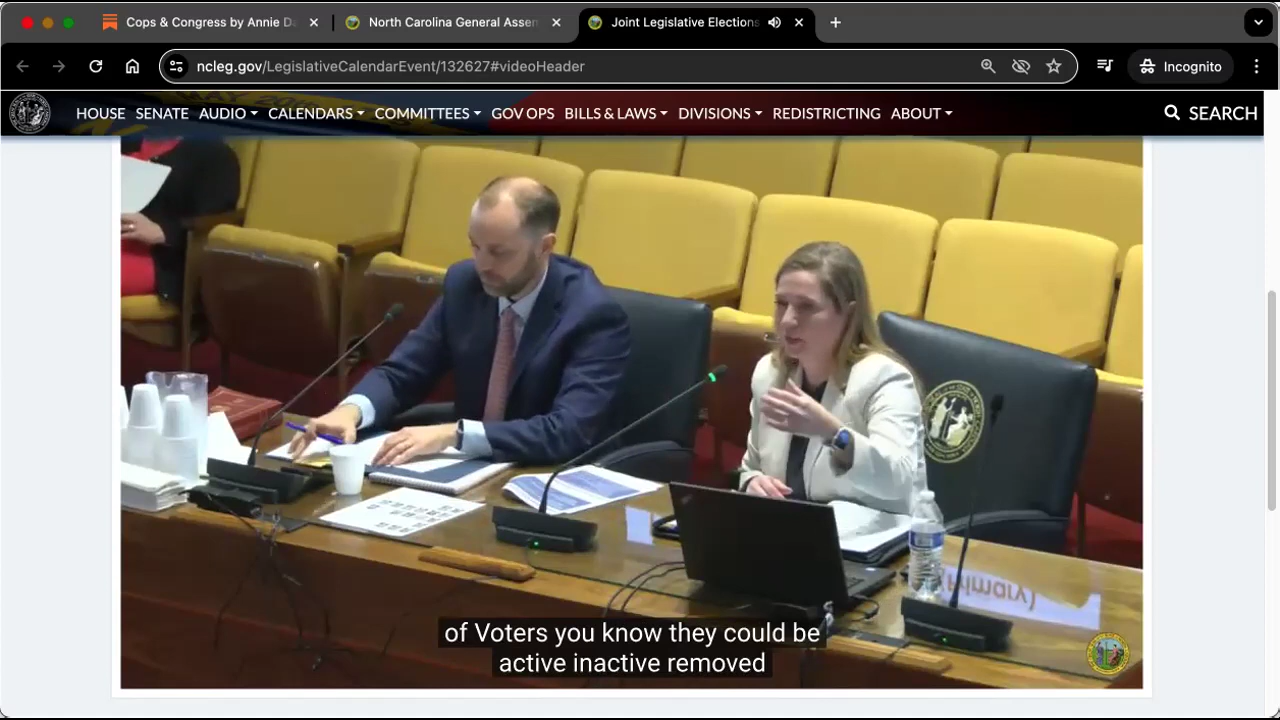 Cops & Congress by Annie D
North Carolina General Assem
Joint Legislative Elections
ncleg.gov/LegislativeCalendarEvent/132627#videoHeader
Incognito
HOUSE SENATE AUDIO CALENDARS COMMITTEES GOV OPS BILLS & LAWS DIVISIONS REDISTRICTING ABOUT SEARCH
(Primary)
of Voters you know they could be
active inactive removed